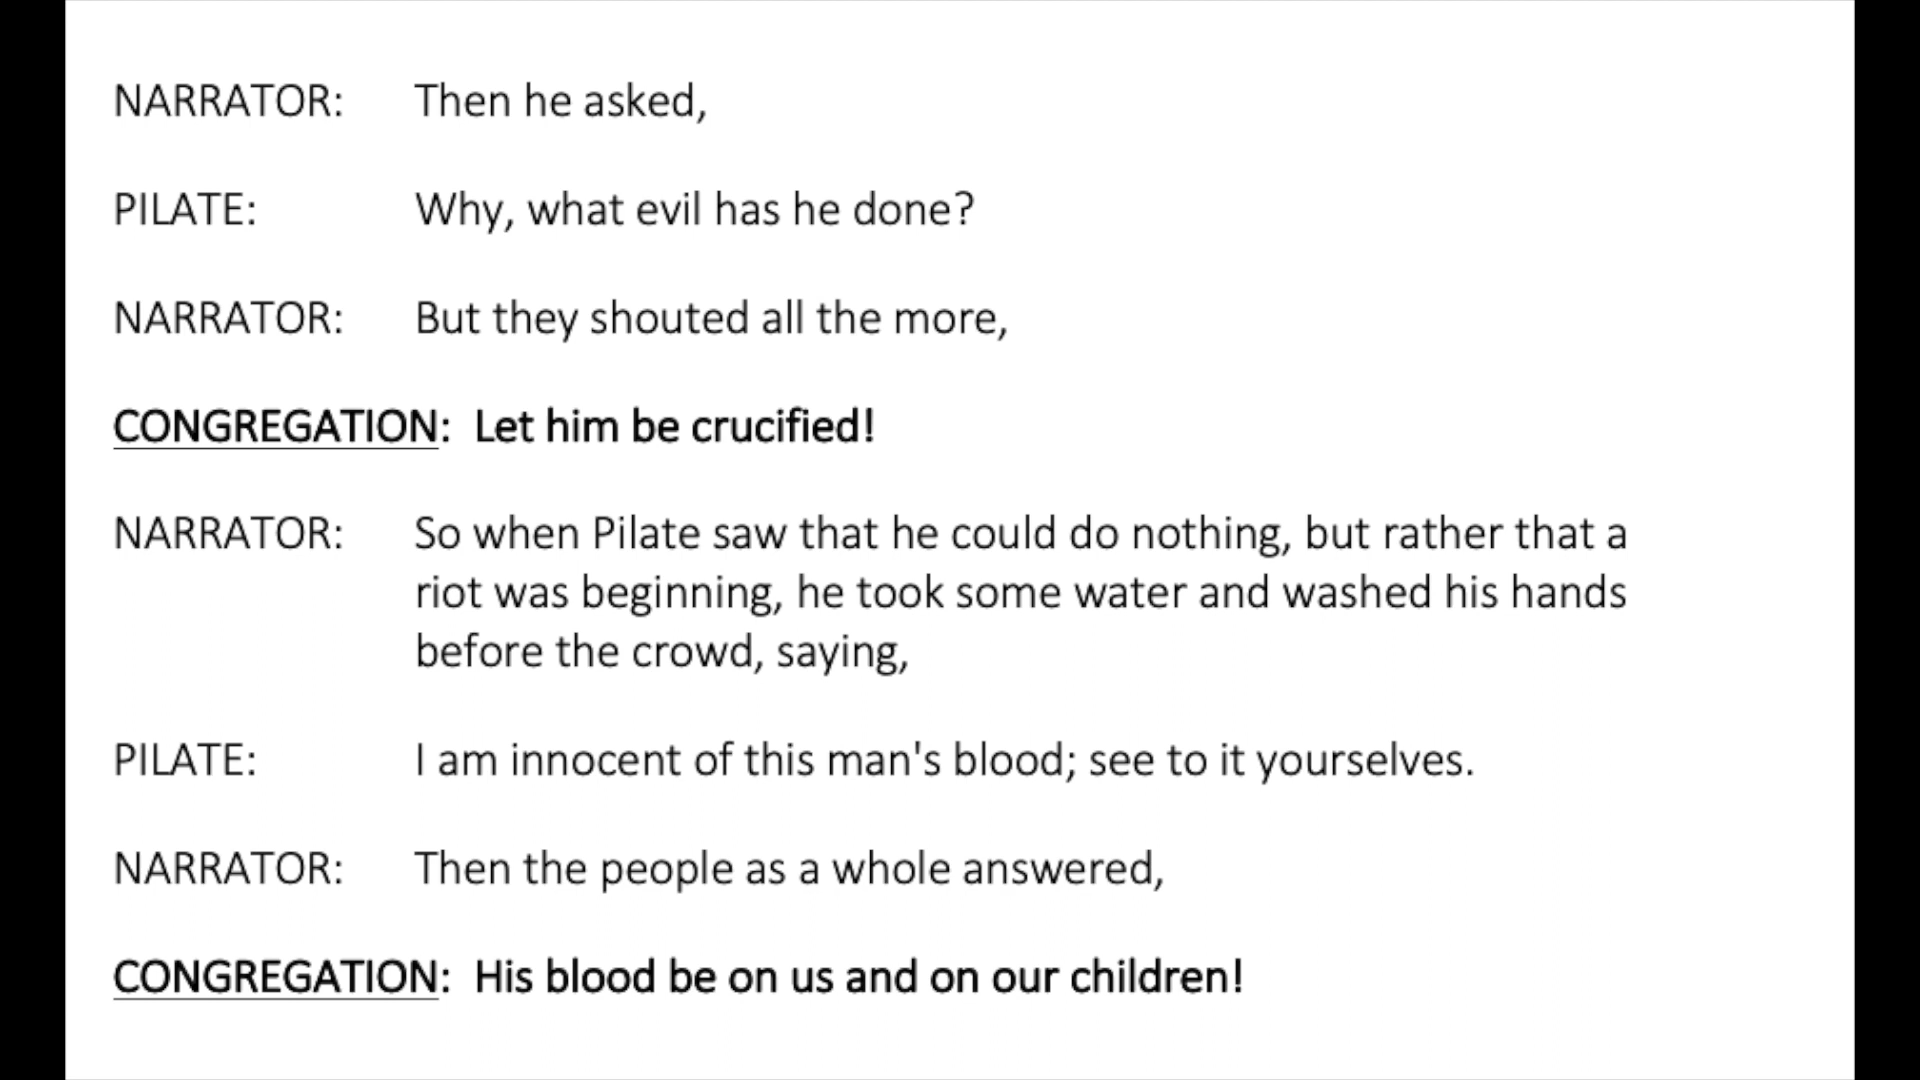 NARRATOR: Then he asked,
PILATE: Why, what evil has he done?
NARRATOR: But they shouted all the more,
CONGREGATION: Let him be crucified!
NARRATOR: So when Pilate saw that he could do nothing, but rather that a
riot was beginning, he took some water and washed his hands
before the crowd, saying,
PILATE: I am innocent of this man's blood; see to it yourselves.
NARRATOR: Then the people as a whole answered,
CONGREGATION: His blood be on us and on our children!